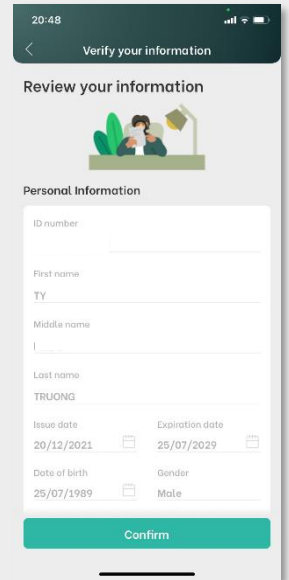 20:48
Verify your information
Review your information
Personal Information
ID number
First name
TY
Middle name
Last name
TRUONG
Issue date Expiration date
20/12/2021 25/07/2029
Date of birth Gender
25/07/1989 Male
Confirm